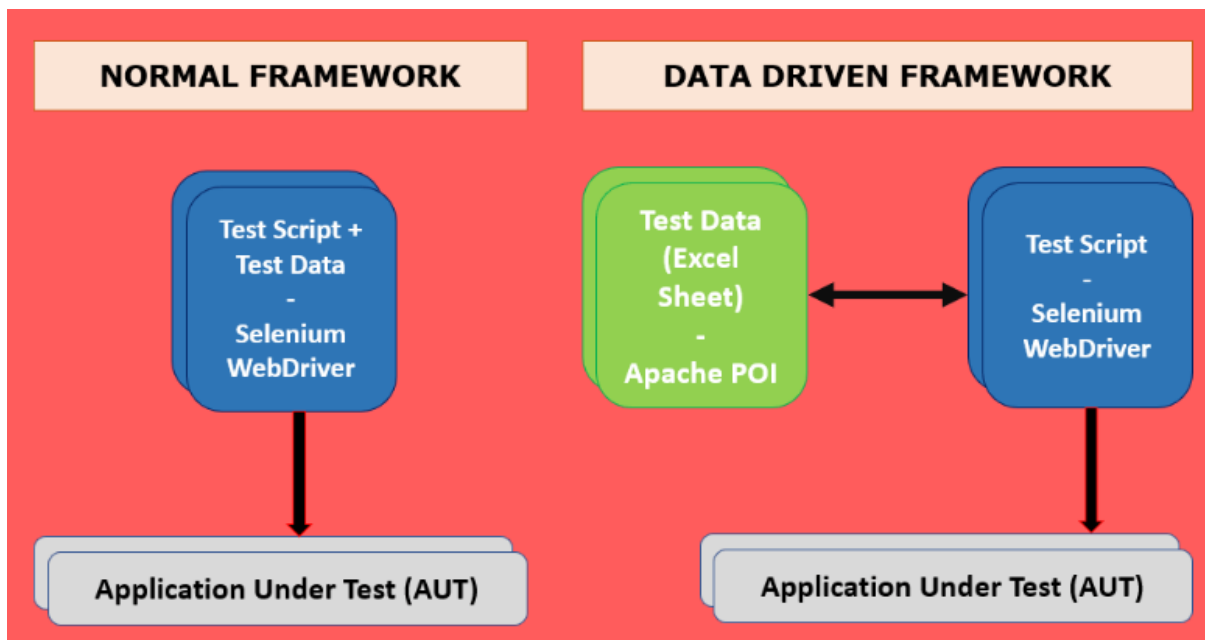 NORMAL FRAMEWORK
Test Script +
Test Data
-
Selenium
WebDriver
Application Under Test (AUT)
DATA DRIVEN FRAMEWORK
Test Data
(Excel
Sheet)
-
Apache POI
Test Script
-
Selenium
WebDriver
Application Under Test (AUT)